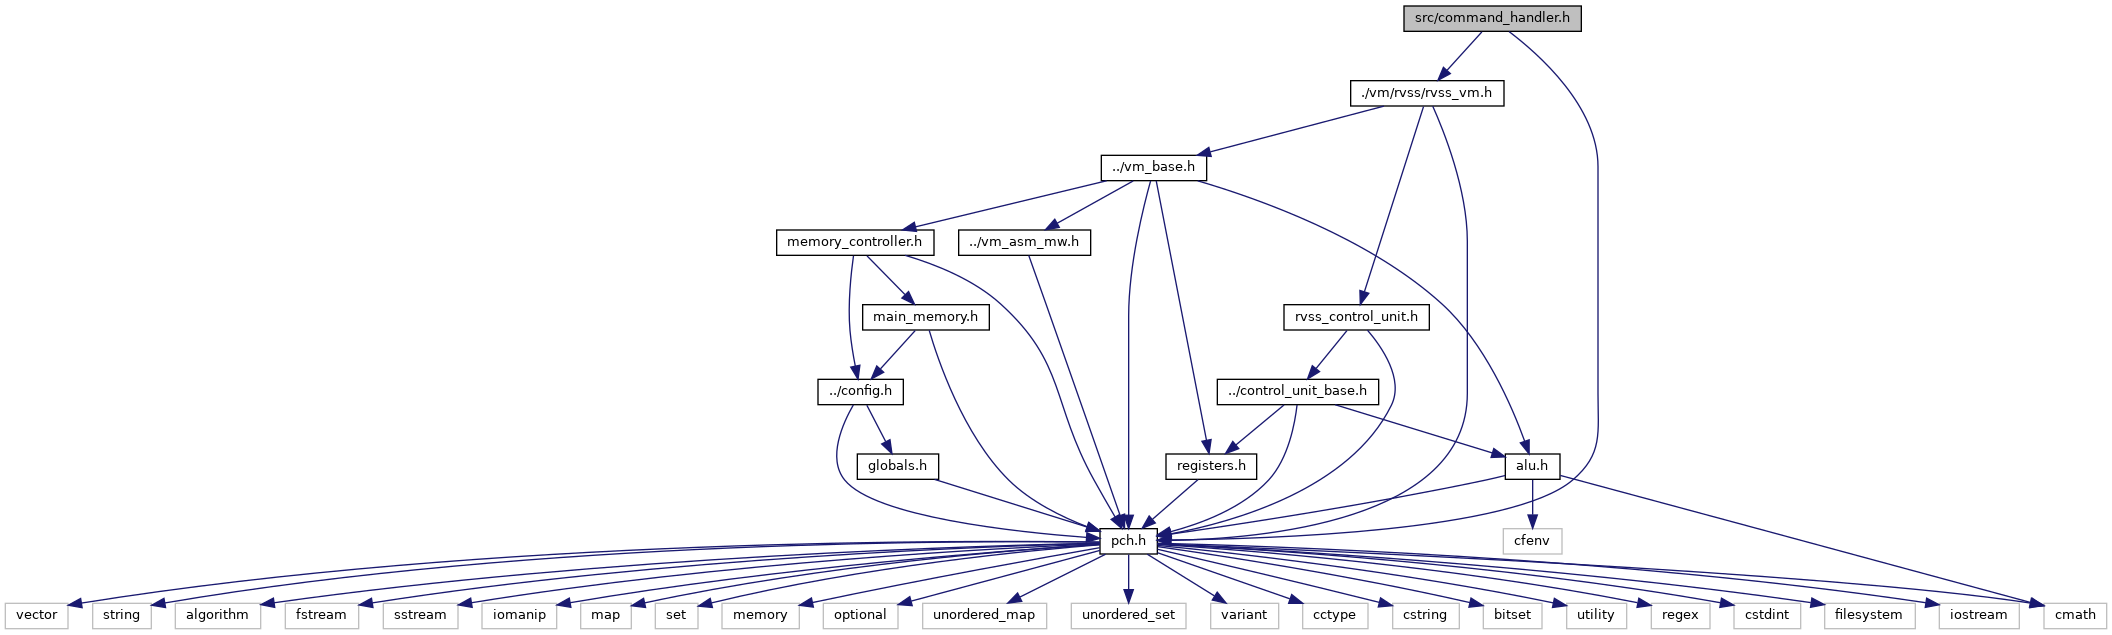 src/command_handler.h
./vm/rvss/rvss_vm.h
../vm_base.h
memory_controller.h
../vm_asm_mw.h
main_memory.h
rvss_control_unit.h
../config.h
../control_unit_base.h
globals.h
registers.h
alu.h
pch.h
cfenv
vector
string
algorithm
fstream
sstream
iomanip
map
set
memory
optional
unordered_map
unordered_set
variant
cctype
cstring
bitset
utility
regex
cstdint
filesystem
iostream
cmath